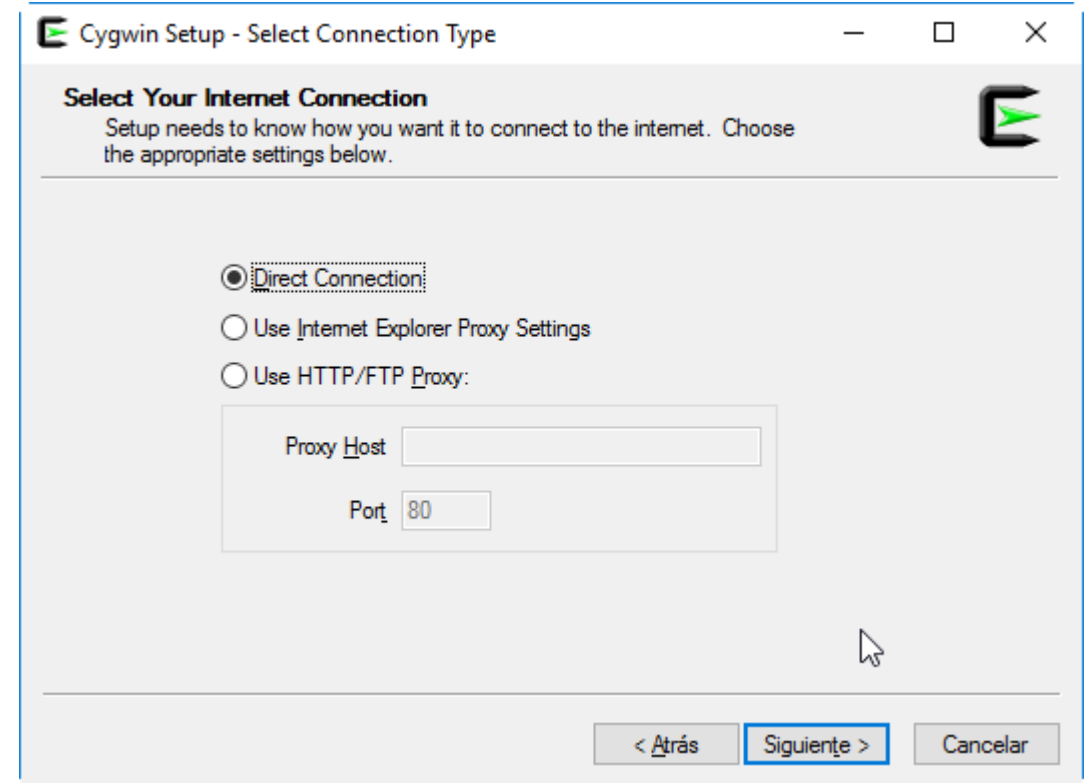 Cygwin Setup - Select Connection Type
Select Your Internet Connection
Setup needs to know how you want it to connect to the internet. Choose
the appropriate settings below.
Direct Connection
Use Internet Explorer Proxy Settings
Use HTTP/FTP Proxy:
Proxy Host
Port 80
< Atrás Siguiente > Cancelar